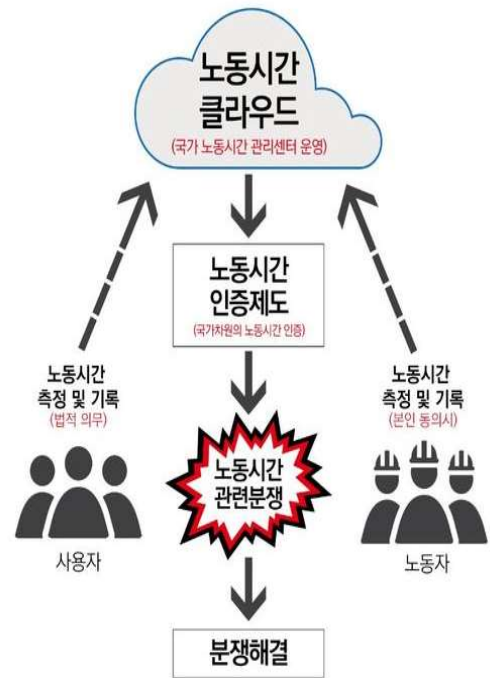 노동시간
클라우드
(국가 노동시간 관리센터 운영)
노동시간
인증제도
(국가차원의 노동시간 인증)
노동시간
측정 및 기록
(법적 의무)
사용자
노동시간
관련분쟁
노동시간
측정 및 기록
(본인 동의시)
노동자
분쟁해결